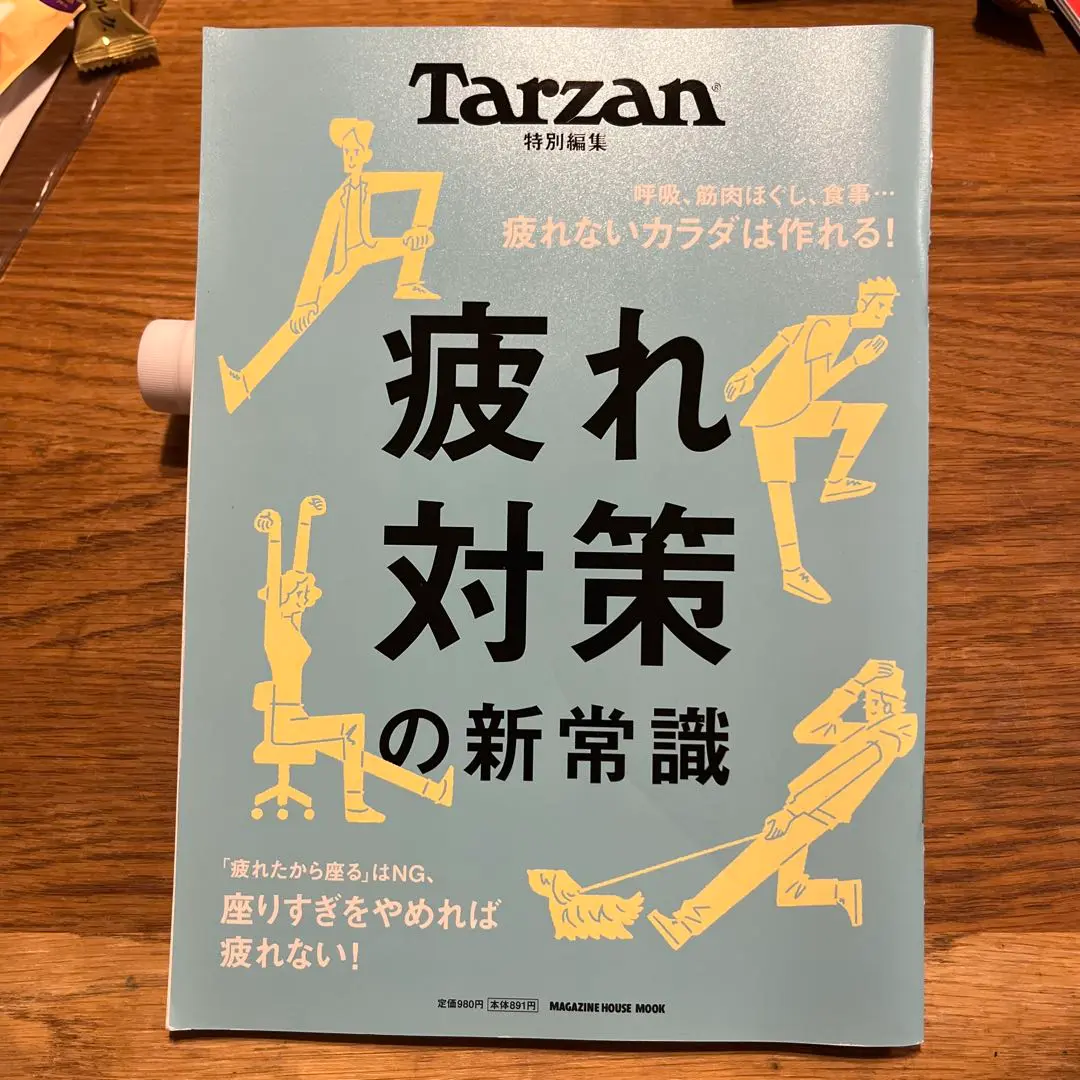 Tarzan®
特別編集
呼吸、筋肉ほぐし、食事…
疲れないカラダは作れる!
疲れ
対策
の新常識
「疲れたから座る」はNG、
座りすぎをやめれば
疲れない!
定価980円 本体891円 MAGAZINE HOUSE MOOK